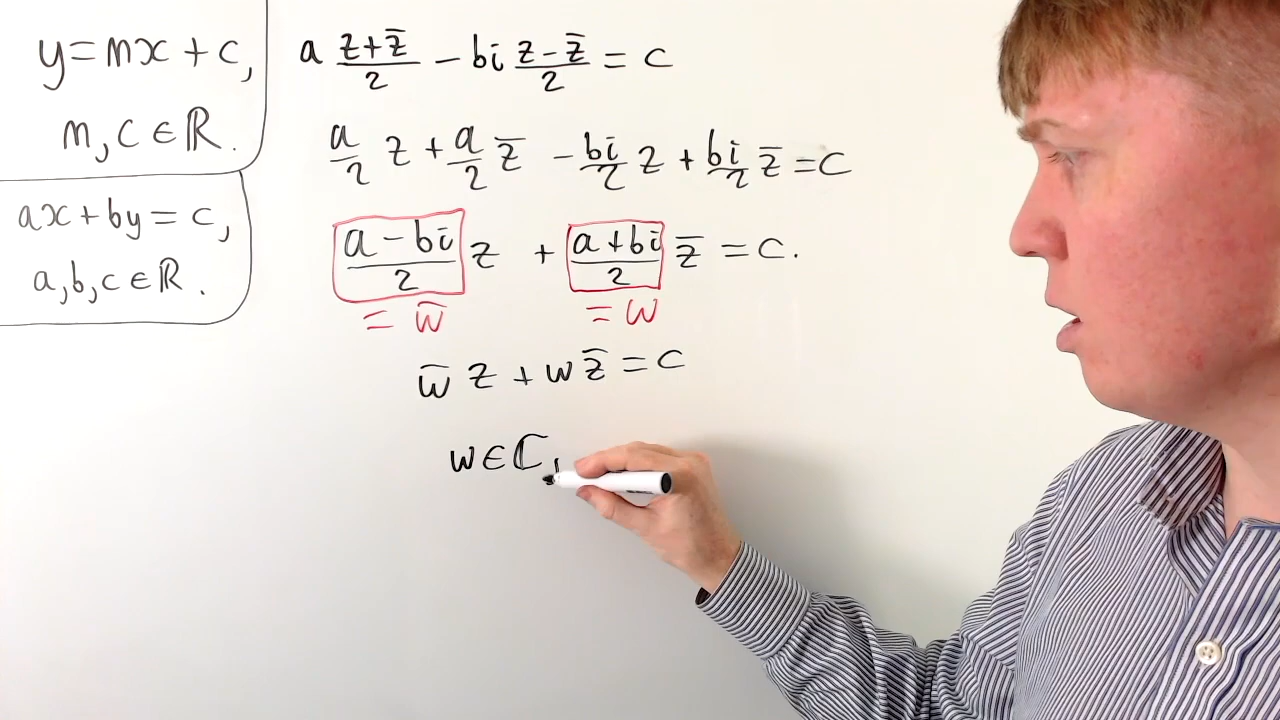 y = mx + c,
m, c ∈ ℝ.
ax + by = c,
a, b, c ∈ ℝ.
a (z + z̄)/2 − bi (z − z̄)/2 = c
a/2 z + a/2 z̄ − bi/2 z + bi/2 z̄ = c
(a − bi)/2 z + (a + bi)/2 z̄ = c.
= w̄ = w
w̄ z + w z̄ = c
w ∈ ℂ,